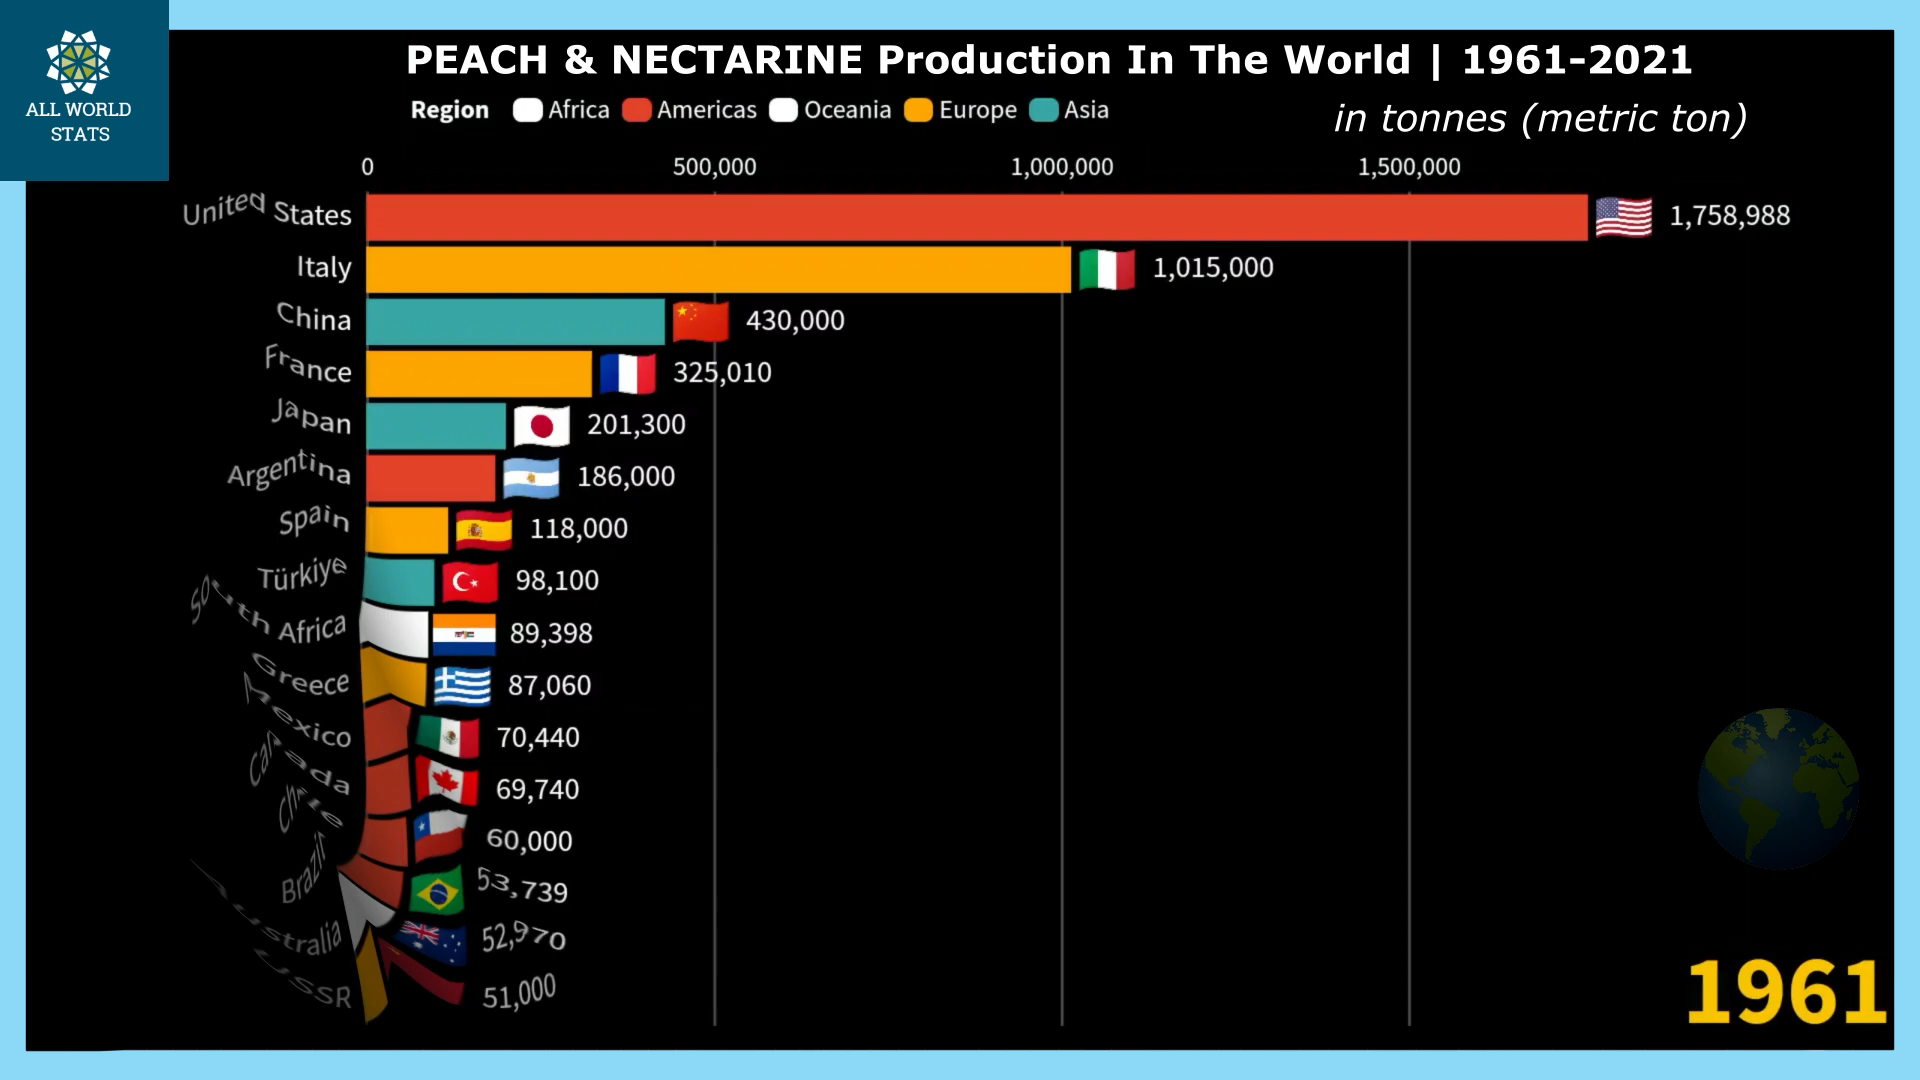 ALL WORLD
STATS
PEACH & NECTARINE Production In The World | 1961-2021
Region Africa Americas Oceania Europe Asia
in tonnes (metric ton)
0 500,000 1,000,000 1,500,000
United States 1,758,988
Italy 1,015,000
China 430,000
France 325,010
Japan 201,300
Argentina 186,000
Spain 118,000
Türkiye 98,100
South Africa 89,398
Greece 87,060
Mexico 70,440
Canada 69,740
Chile 60,000
Brazil 53,739
Australia 52,970
USSR 51,000
1961